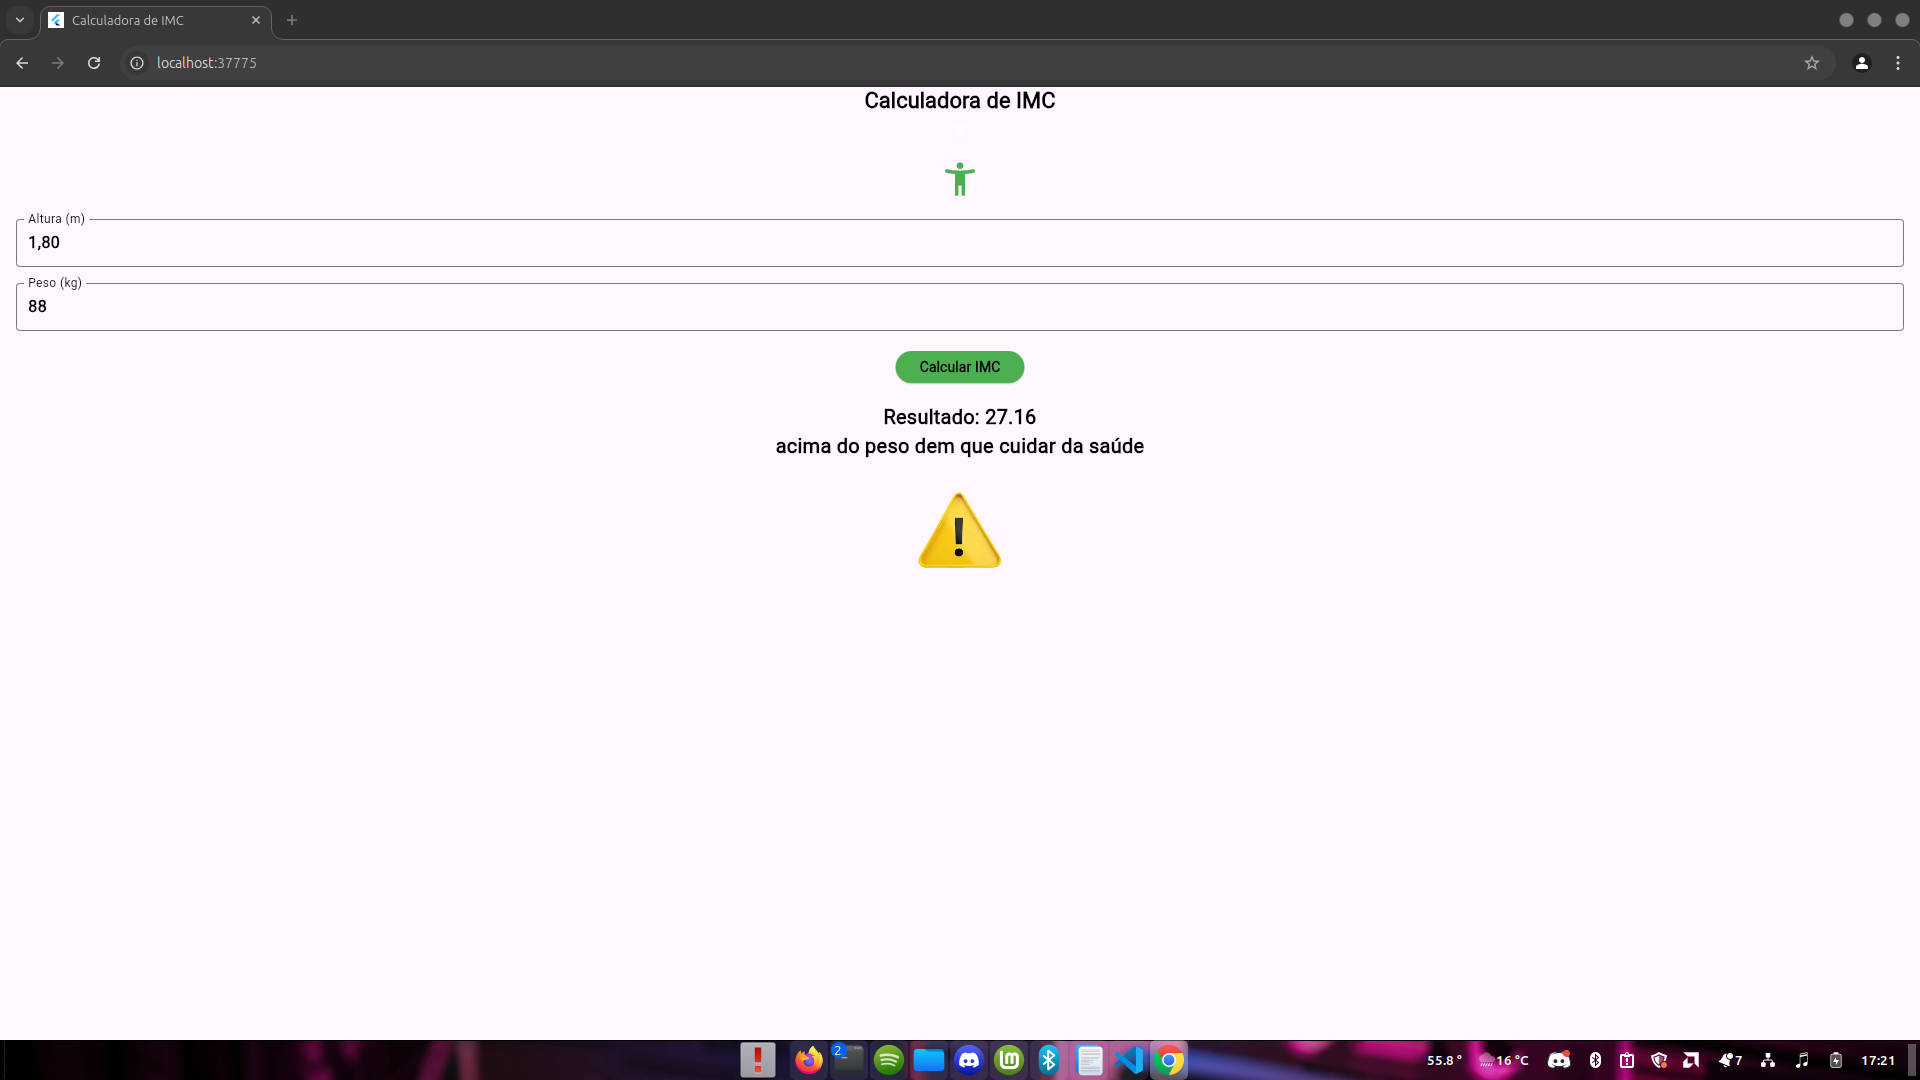 Calculadora de IMC
localhost:37775
Calculadora de IMC
Altura (m)
1,80
Peso (kg)
88
Calcular IMC
Resultado: 27.16
acima do peso dem que cuidar da saúde
2
55.8 °
16 °C
7
17:21